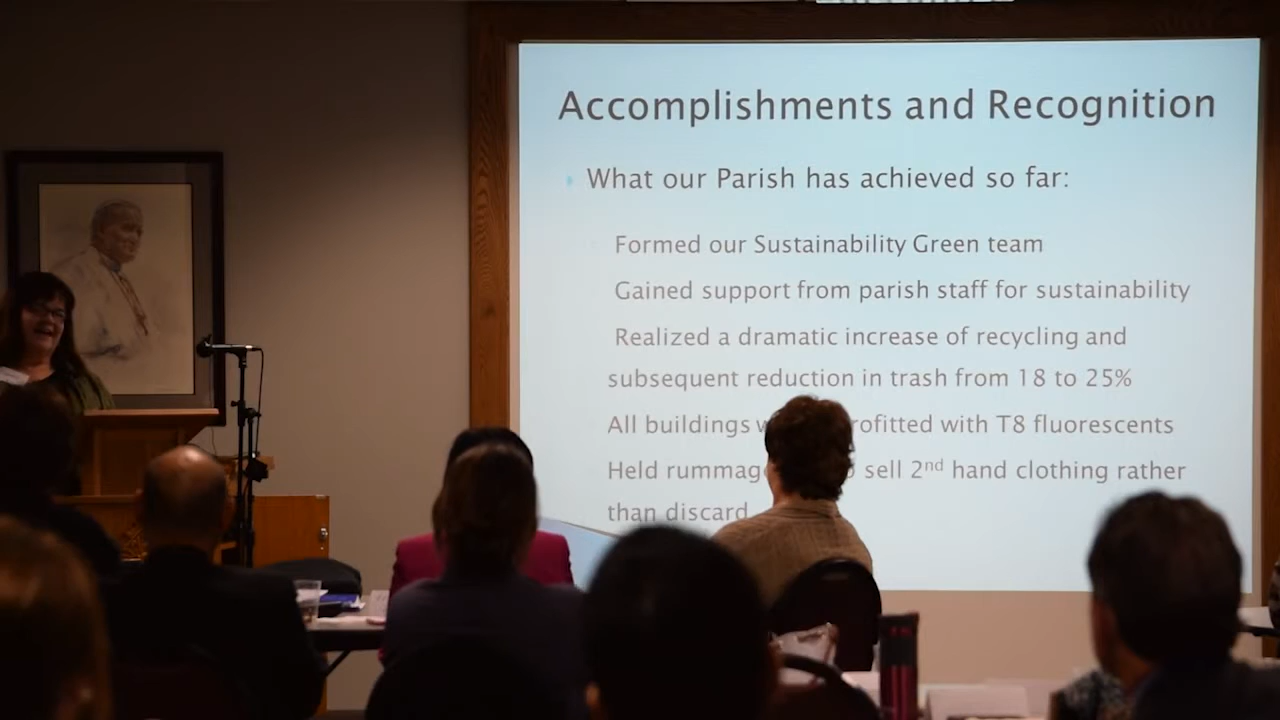 Accomplishments and Recognition
What our Parish has achieved so far:
Formed our Sustainability Green team
Gained support from parish staff for sustainability
Realized a dramatic increase of recycling and
subsequent reduction in trash from 18 to 25%
All buildings with T8 fluorescents
Held sell 2nd hand clothing rather
than discard